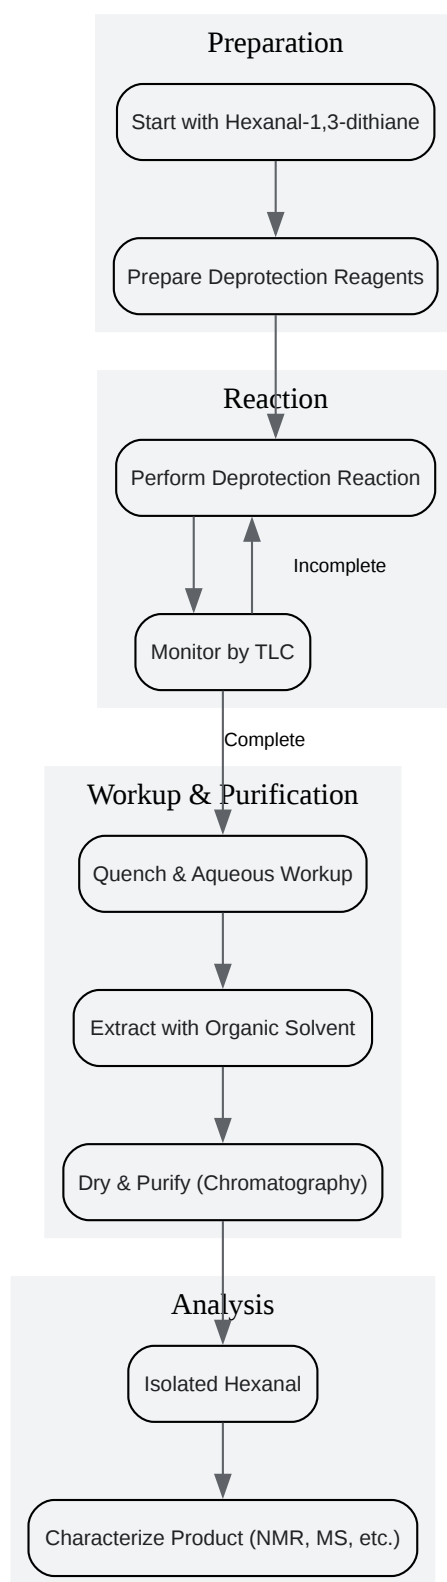 Preparation
Start with Hexanal-1,3-dithiane
Prepare Deprotection Reagents
Reaction
Perform Deprotection Reaction
Incomplete
Monitor by TLC
Complete
Workup & Purification
Quench & Aqueous Workup
Extract with Organic Solvent
Dry & Purify (Chromatography)
Analysis
Isolated Hexanal
Characterize Product (NMR, MS, etc.)